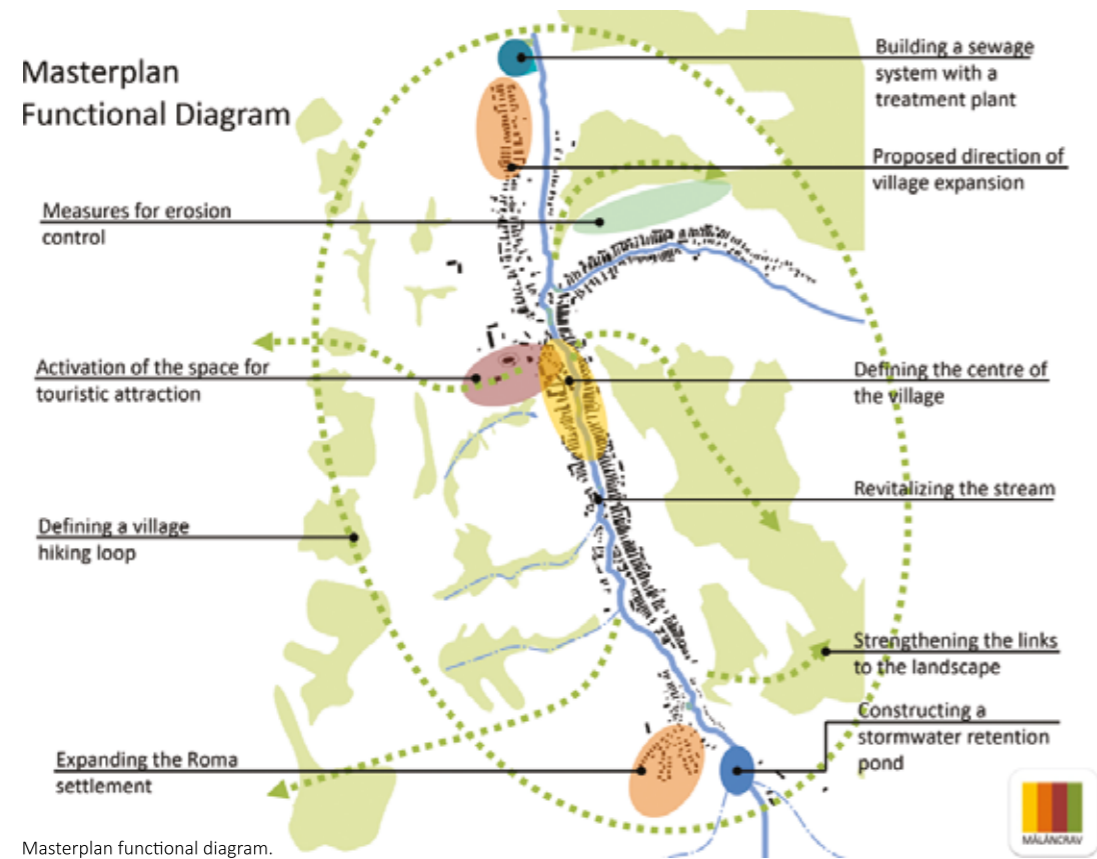 Masterplan
Functional Diagram
Building a sewage
system with a
treatment plant
Proposed direction of
village expansion
Measures for erosion
control
Activation of the space for
touristic attraction
Defining the centre of
the village
Revitalizing the stream
Defining a village
hiking loop
Strengthening the links
to the landscape
Constructing a
stormwater retention
pond
Expanding the Roma
settlement
MĂLÂNCRAV
Masterplan functional diagram.